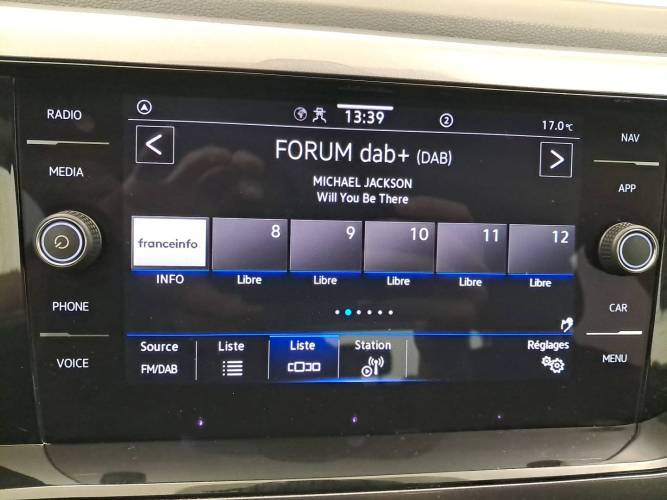 RADIO
MEDIA
PHONE
VOICE
13:39
2
17.0°C
<
FORUM dab+ (DAB)
>
MICHAEL JACKSON
Will You Be There
franceinfo
8
9
10
11
12
INFO
Libre
Libre
Libre
Libre
Libre
Source
FM/DAB
Liste
Liste
Station
Réglages
NAV
APP
CAR
MENU